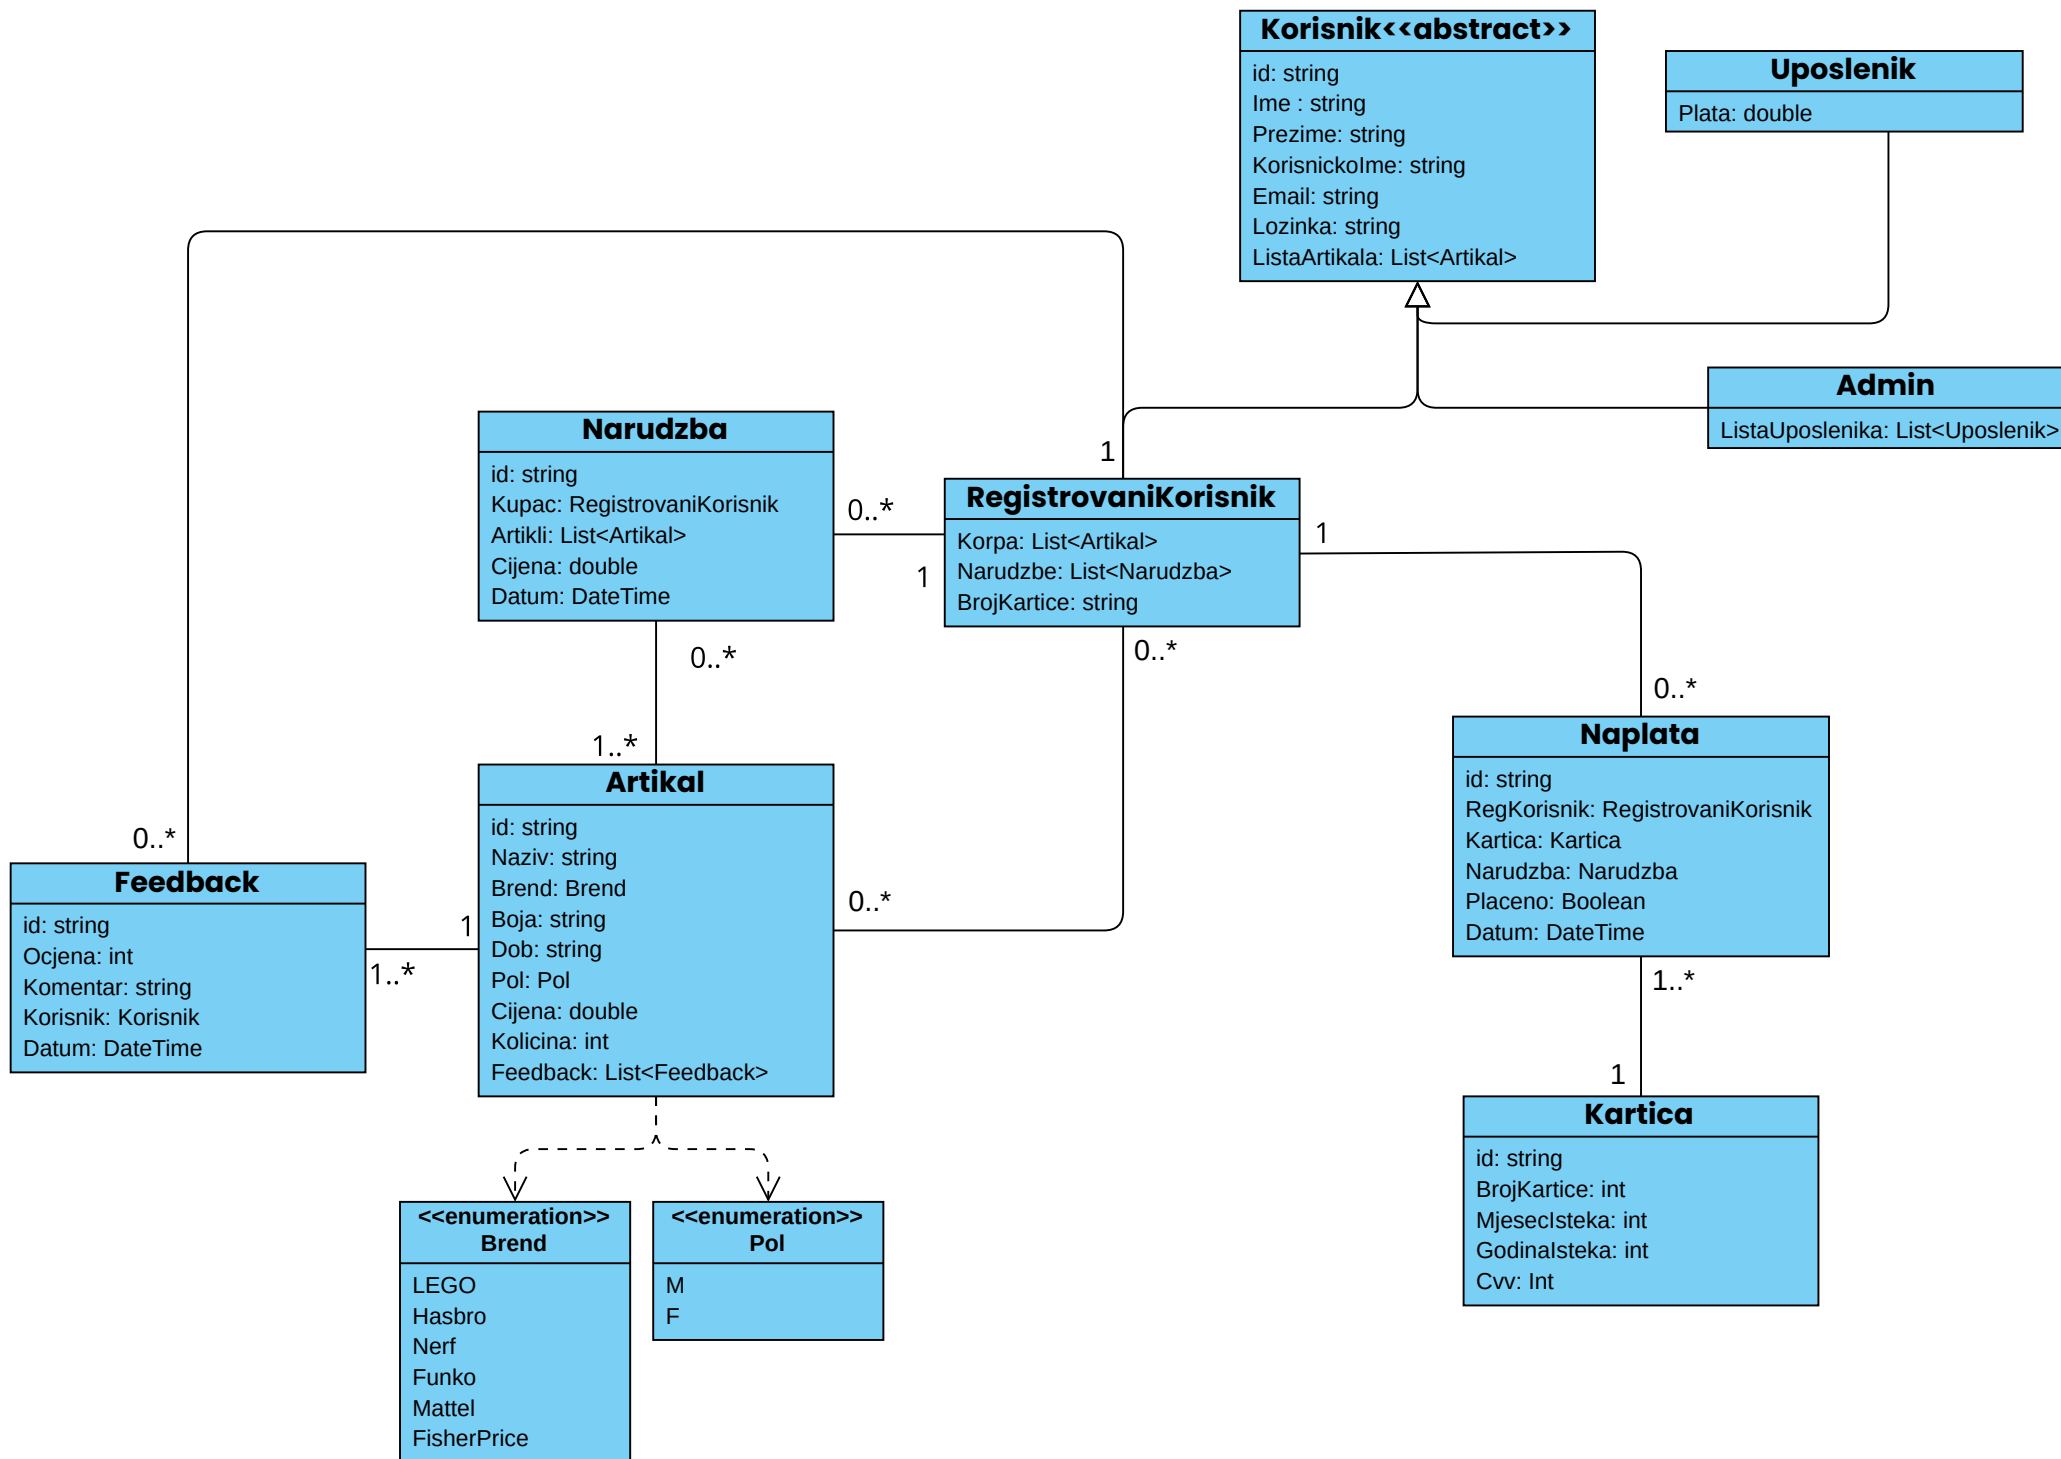 Korisnik<<abstract>>
id: string
Ime : string
Prezime: string
KorisnickoIme: string
Email: string
Lozinka: string
ListaArtikala: List<Artikal>
Uposlenik
Plata: double
Admin
ListaUposlenika: List<Uposlenik>
Narudzba
id: string
Kupac: RegistrovaniKorisnik
Artikli: List<Artikal>
Cijena: double
Datum: DateTime
0..*
1
1
RegistrovaniKorisnik
Korpa: List<Artikal>
Narudzbe: List<Narudzba>
BrojKartice: string
1
0..*
0..*
0..*
1..*
Naplata
id: string
RegKorisnik: RegistrovaniKorisnik
Kartica: Kartica
Narudzba: Narudzba
Placeno: Boolean
Datum: DateTime
Artikal
id: string
Naziv: string
Brend: Brend
Boja: string
Dob: string
Pol: Pol
Cijena: double
Kolicina: int
Feedback: List<Feedback>
0..*
0..*
Feedback
id: string
Ocjena: int
Komentar: string
Korisnik: Korisnik
Datum: DateTime
1
1..*
1..*
1
Kartica
id: string
BrojKartice: int
MjesecIsteka: int
GodinaIsteka: int
Cvv: Int
<<enumeration>>
Brend
LEGO
Hasbro
Nerf
Funko
Mattel
FisherPrice
<<enumeration>>
Pol
M
F